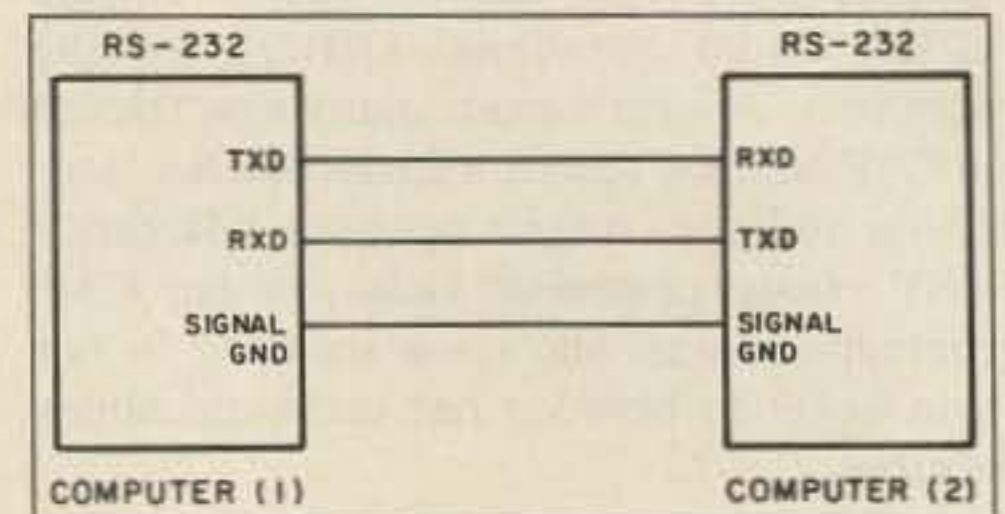 RS-232
RS-232
TXD
RXD
RXD
TXD
SIGNAL
GND
SIGNAL
GND
COMPUTER (1)
COMPUTER (2)